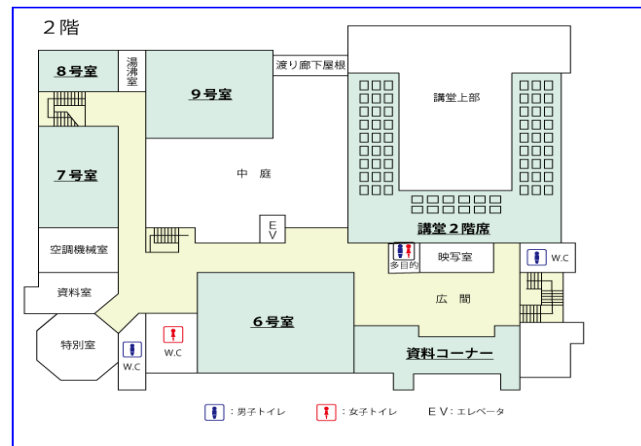 2階
8号室
湯沸室
9号室
渡り廊下屋根
講堂上部
7号室
中庭
EV
講堂2階席
空調機械室
多目的
映写室
W.C
資料室
広間
特別室
W.C
W.C
6号室
資料コーナー
:男子トイレ
:女子トイレ
EV:エレベータ